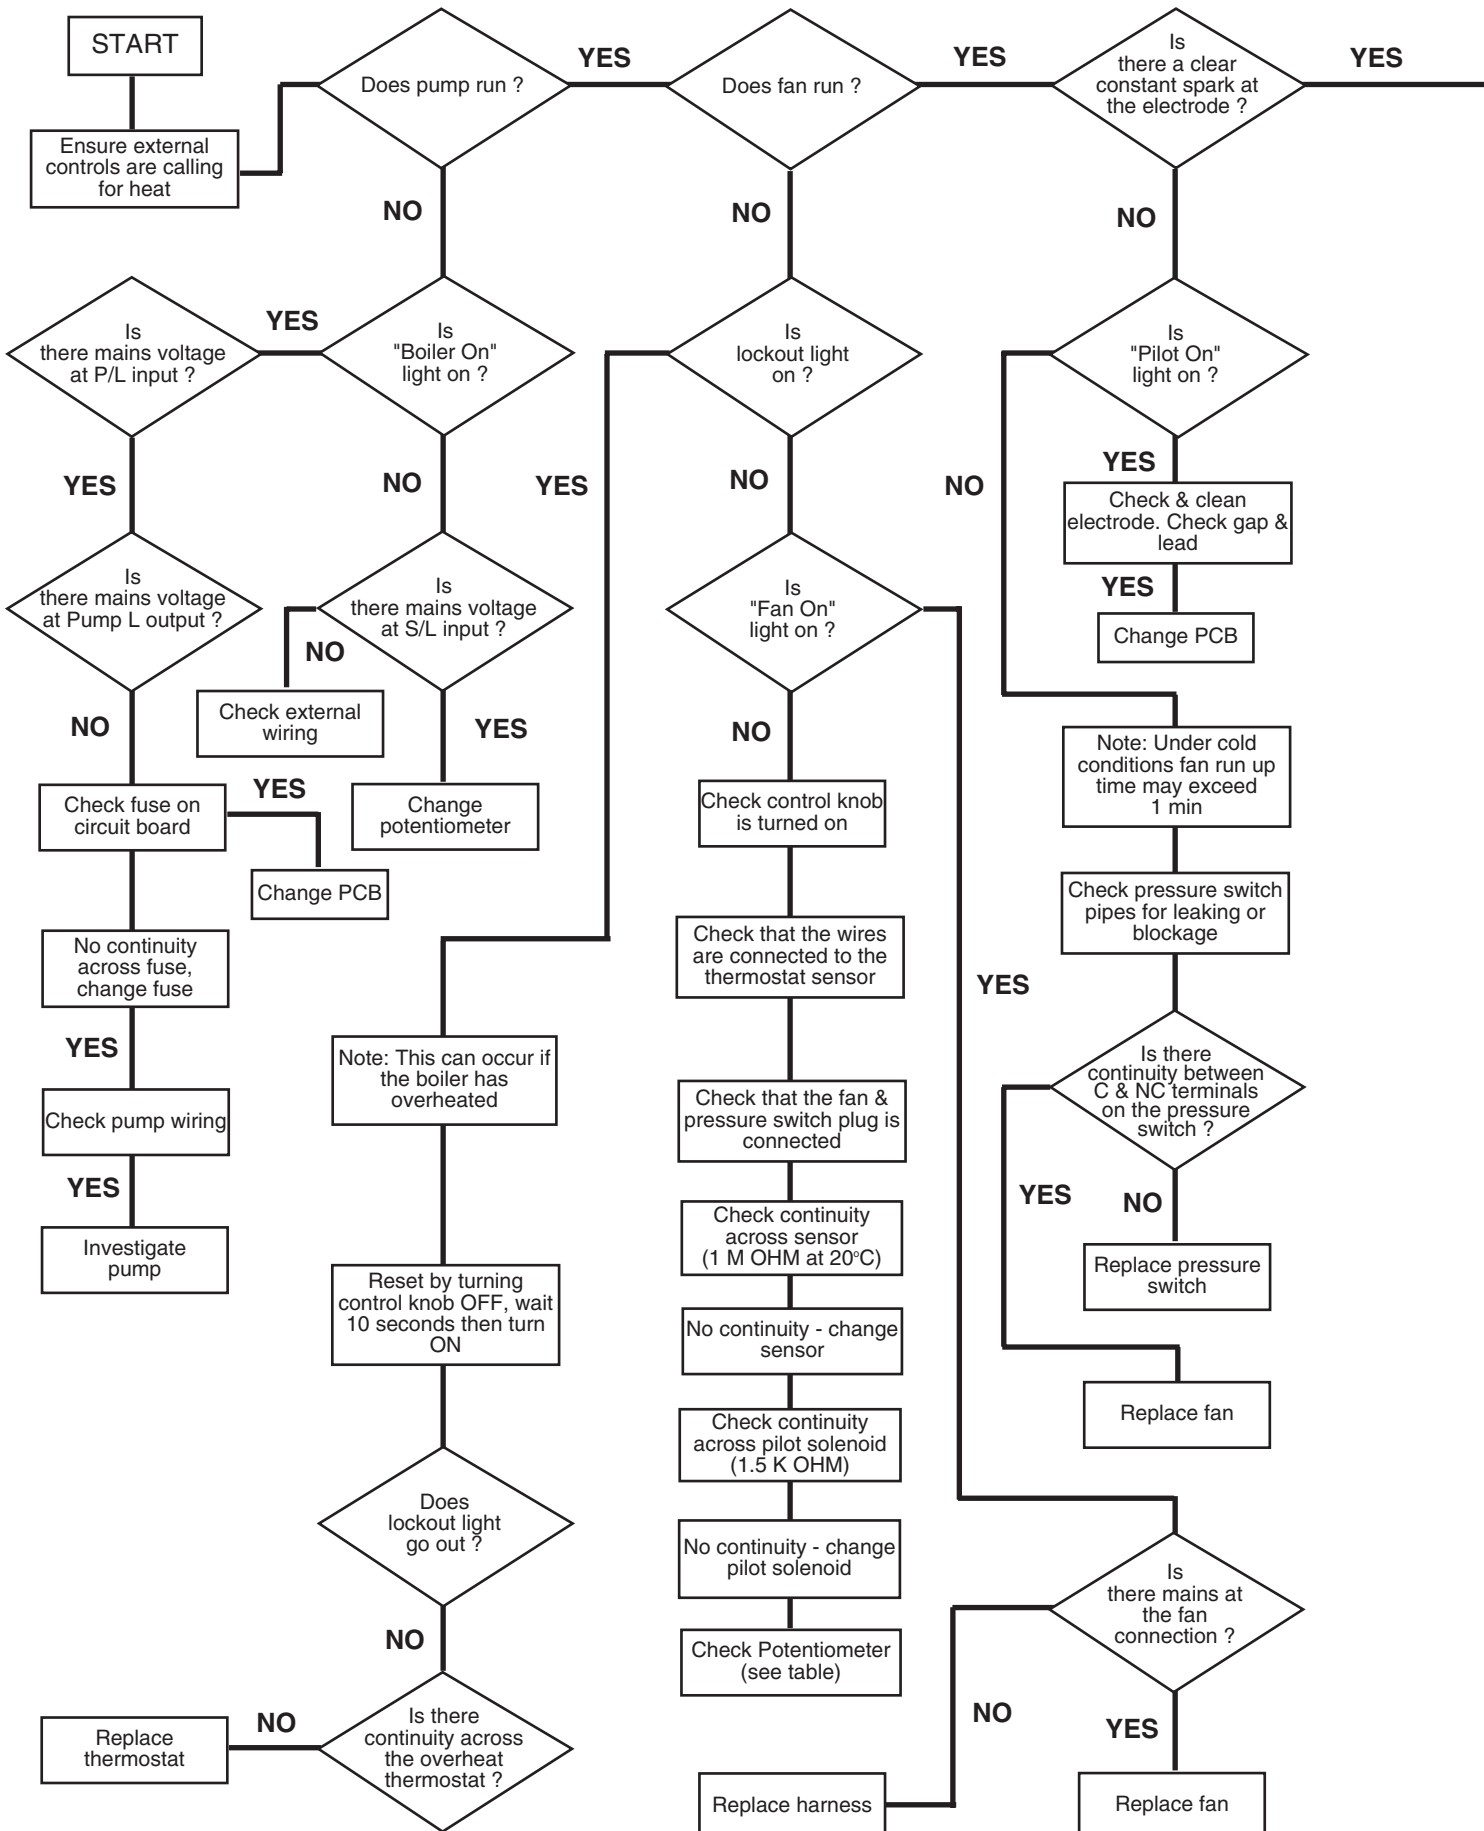 START
Ensure external
controls are calling
for heat
Does pump run ?
YES
Does fan run ?
YES
Is
there a clear
constant spark at
the electrode ?
YES
NO
NO
NO
Is
there mains voltage
at P/L input ?
YES
Is
"Boiler On"
light on ?
Is
lockout light
on ?
Is
"Pilot On"
light on ?
YES
NO
YES
NO
NO
YES
Check & clean
electrode. Check gap &
lead
YES
Change PCB
Is
there mains voltage
at Pump L output ?
Is
there mains voltage
at S/L input ?
NO
Is
"Fan On"
light on ?
NO
Check external
wiring
YES
NO
Note: Under cold
conditions fan run up
time may exceed
1 min
Check fuse on
circuit board
YES
Change PCB
Change
potentiometer
Check control knob
is turned on
Check pressure switch
pipes for leaking or
blockage
No continuity
across fuse,
change fuse
Check that the wires
are connected to the
thermostat sensor
YES
YES
Note: This can occur if
the boiler has
overheated
Is there
continuity between
C & NC terminals
on the pressure
switch ?
Check pump wiring
Check that the fan &
pressure switch plug is
connected
YES
YES
NO
Investigate
pump
Check continuity
across sensor
(1 M OHM at 20°C)
Replace pressure
switch
Reset by turning
control knob OFF, wait
10 seconds then turn
ON
No continuity - change
sensor
Replace fan
Check continuity
across pilot solenoid
(1.5 K OHM)
Does
lockout light
go out ?
No continuity - change
pilot solenoid
Is
there mains at
the fan
connection ?
NO
Check Potentiometer
(see table)
Replace
thermostat
NO
Is there
continuity across
the overheat
thermostat ?
NO
YES
Replace harness
Replace fan